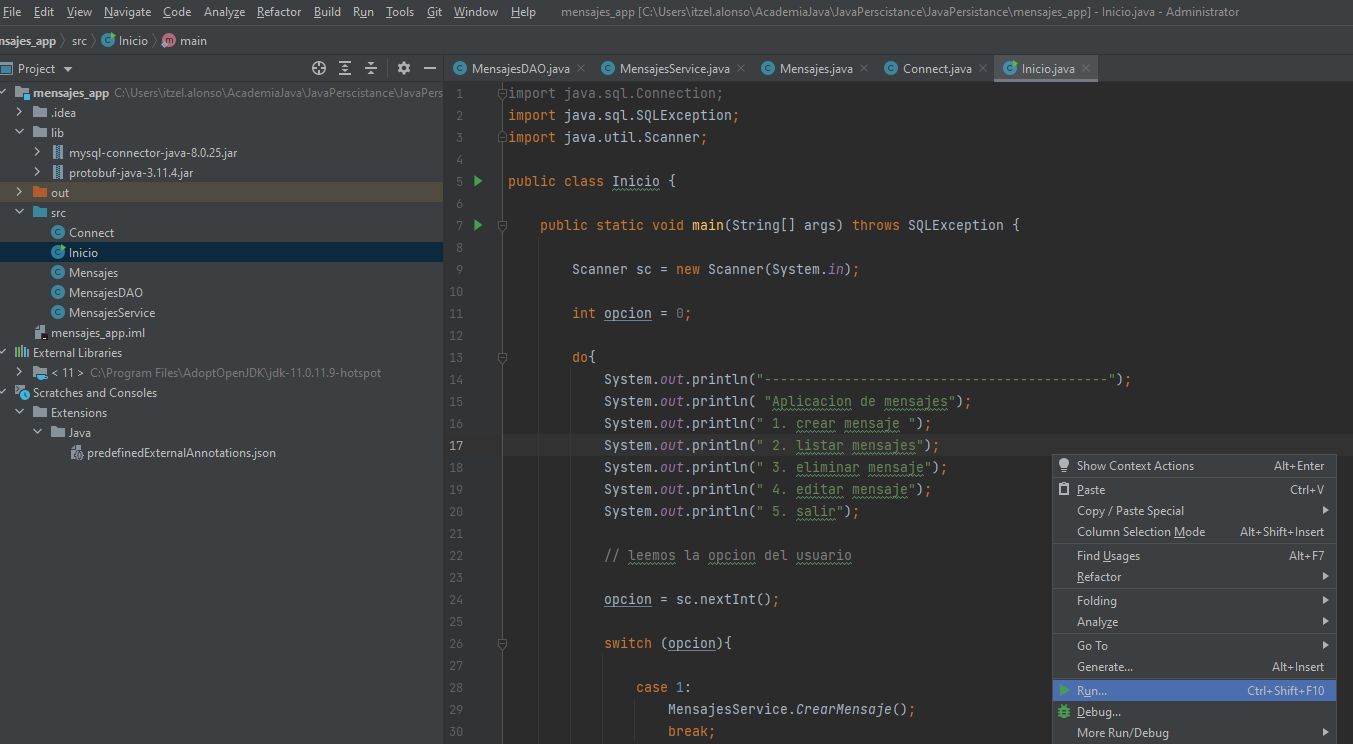 File Edit View Navigate Code Analyze Refactor Build Run Tools Git Window Help mensajes_app [C:\Users\itzel.alonso\AcademiaJava\JavaPerscistance\JavaPersistance\mensajes_app] - Inicio.java - Administrator
nsajes_app src Inicio main
Project
MensajesDAO.java MensajesService.java Mensajes.java Connect.java Inicio.java
mensajes_app C:\Users\itzel.alonso\AcademiaJava\JavaPerscistance\JavaPers
.idea
lib
mysql-connector-java-8.0.25.jar
protobuf-java-3.11.4.jar
out
src
Connect
Inicio
Mensajes
MensajesDAO
MensajesService
mensajes_app.iml
External Libraries
< 11 > C:\Program Files\AdoptOpenJDK\jdk-11.0.11.9-hotspot
Scratches and Consoles
Extensions
Java
predefinedExternalAnnotations.json
1 import java.sql.Connection;
2 import java.sql.SQLException;
3 import java.util.Scanner;
4
5 public class Inicio {
6
7 public static void main(String[] args) throws SQLException {
8
9 Scanner sc = new Scanner(System.in);
10
11 int opcion = 0;
12
13 do{
14 System.out.println("-------------------------------------------");
15 System.out.println( "Aplicacion de mensajes");
16 System.out.println(" 1. crear mensaje ");
17 System.out.println(" 2. listar mensajes");
18 System.out.println(" 3. eliminar mensaje");
19 System.out.println(" 4. editar mensaje");
20 System.out.println(" 5. salir");
21
22 // leemos la opcion del usuario
23
24 opcion = sc.nextInt();
25
26 switch (opcion){
27
28 case 1:
29 MensajesService.CrearMensaje();
30 break;
Show Context Actions Alt+Enter
Paste Ctrl+V
Copy / Paste Special
Column Selection Mode Alt+Shift+Insert
Find Usages Alt+F7
Refactor
Folding
Analyze
Go To
Generate... Alt+Insert
Run... Ctrl+Shift+F10
Debug...
More Run/Debug